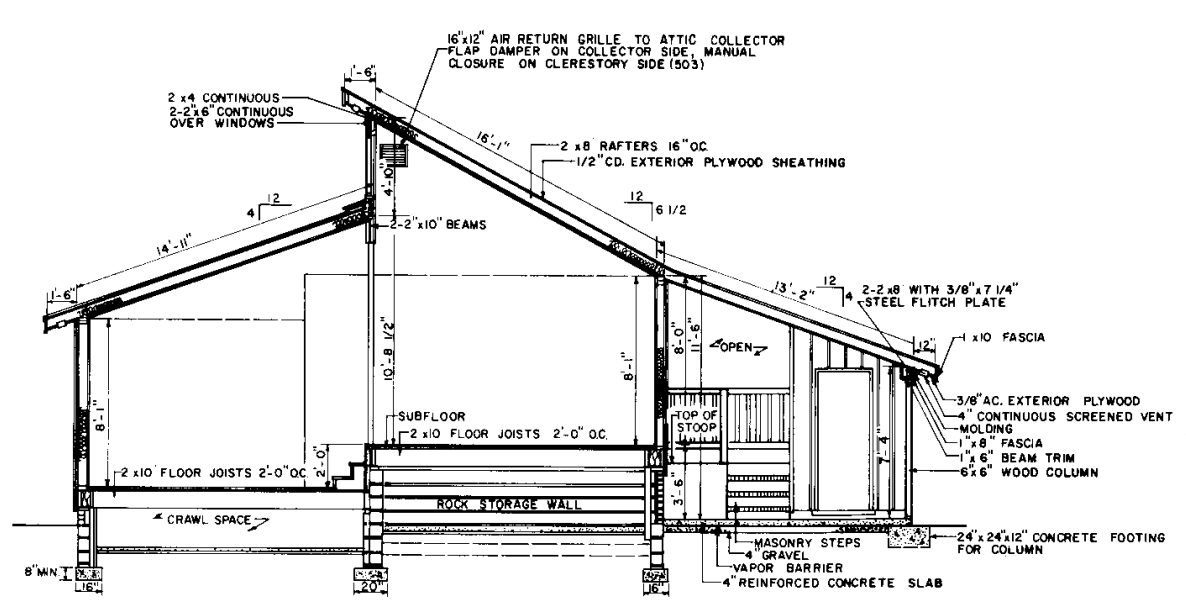 16"x12" AIR RETURN GRILLE TO ATTIC COLLECTOR
FLAP DAMPER ON COLLECTOR SIDE, MANUAL
CLOSURE ON CLERESTORY SIDE (503)
1'-6"
2 x4 CONTINUOUS
2-2"x6" CONTINUOUS
OVER WINDOWS
16'-1"
2 x8 RAFTERS 16" O.C.
1/2" CD. EXTERIOR PLYWOOD SHEATHING
4'-10"
12
4
12
6 1/2
2-2"x10" BEAMS
14'-11"
1'-6"
13'-2"
12
4
2-2x8 WITH 3/8"x7 1/4"
STEEL FLITCH PLATE
12"
1 x10 FASCIA
OPEN
8'-0"
11'-6"
10'-8 1/2"
8'-1"
8'-1"
7'-4"
3/8" AC. EXTERIOR PLYWOOD
4" CONTINUOUS SCREENED VENT
MOLDING
1"x8" FASCIA
1"x6" BEAM TRIM
6"x6" WOOD COLUMN
TOP OF
STOOP
SUBFLOOR
2 x10 FLOOR JOISTS 2'-0" O.C.
2'-0"
2 x10 FLOOR JOISTS 2'-0" O.C.
3'-6"
ROCK STORAGE WALL
CRAWL SPACE
MASONRY STEPS
4" GRAVEL
VAPOR BARRIER
4" REINFORCED CONCRETE SLAB
24"x24"x12" CONCRETE FOOTING
FOR COLUMN
8" MIN.
16"
20"
16"